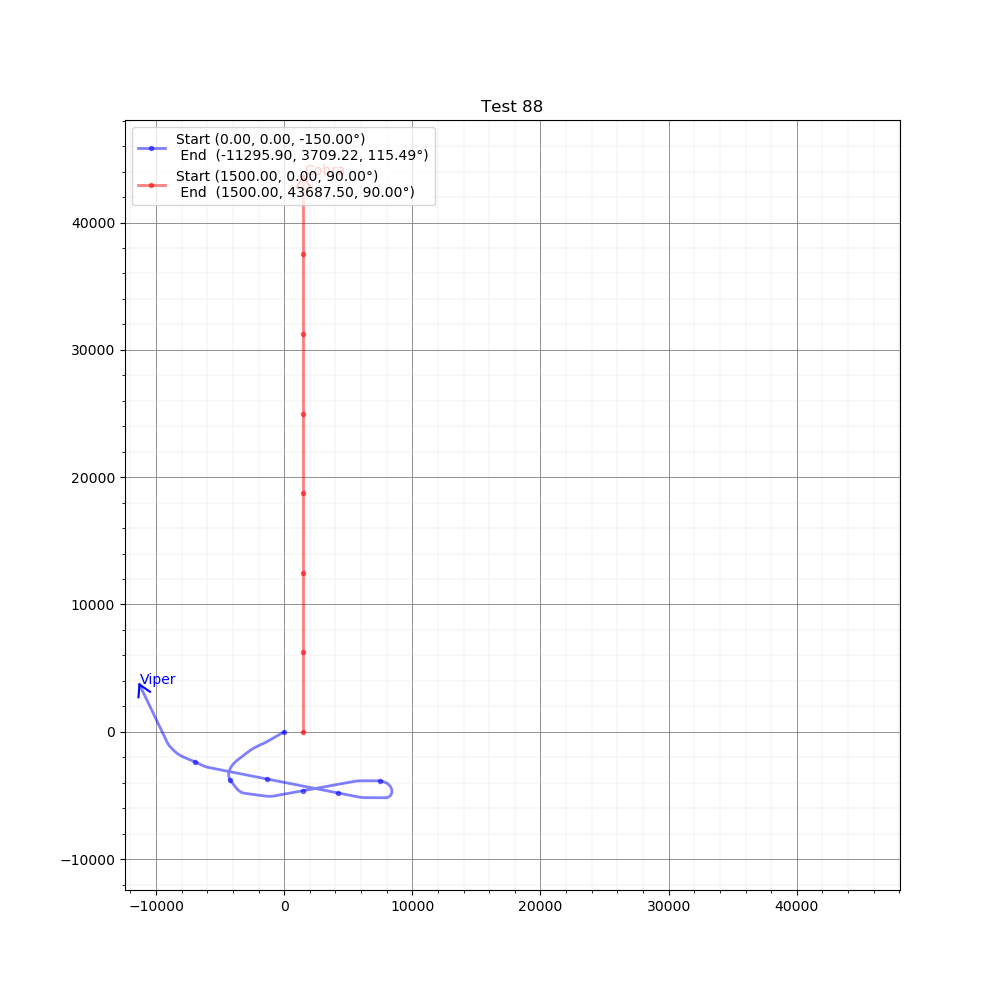 Test 88
Start (0.00, 0.00, -150.00°)
End (-11295.90, 3709.22, 115.49°)
Start (1500.00, 0.00, 90.00°)
End (1500.00, 43687.50, 90.00°)
Cobra
40000
30000
20000
10000
Viper
0
−10000
−10000 0 10000 20000 30000 40000